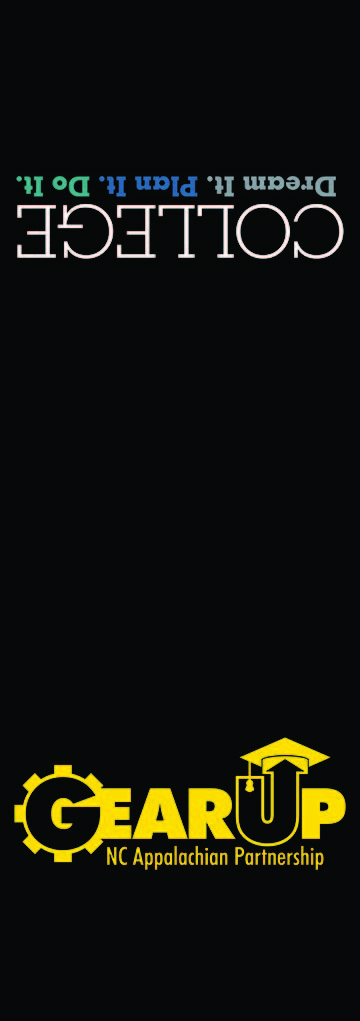 COLLEGE
Dream It. Plan It. Do It.
GEARUP
NC Appalachian Partnership